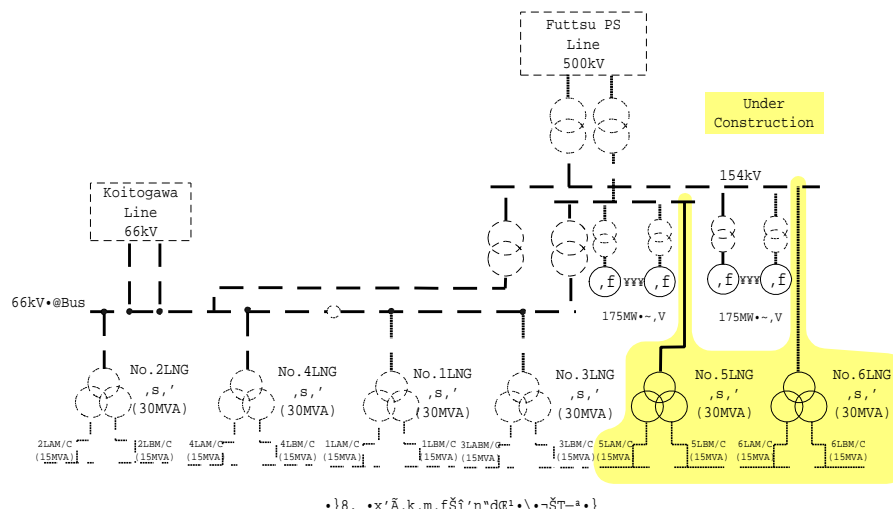 Futtsu PS
Line
500kV
Under
Construction
154kV
Koitogawa
Line
66kV
,f ¥¥¥ ,f
,f ¥¥¥ ,f
66kV•@Bus
175MW•~‚V
175MW•~‚V
No.2LNG
‚s‚’
(30MVA)
No.4LNG
‚s‚’
(30MVA)
No.1LNG
‚s‚’
(30MVA)
No.3LNG
‚s‚’
(30MVA)
No.5LNG
‚s‚’
(30MVA)
No.6LNG
‚s‚’
(30MVA)
2LAM/C
(15MVA)
2LBM/C
(15MVA)
4LAM/C
(15MVA)
4LBM/C
(15MVA)
1LAM/C
(15MVA)
1LBM/C
(15MVA)
3LABM/C
(15MVA)
3LBM/C
(15MVA)
5LAM/C
(15MVA)
5LBM/C
(15MVA)
6LAM/C
(15MVA)
6LBM/C
(15MVA)